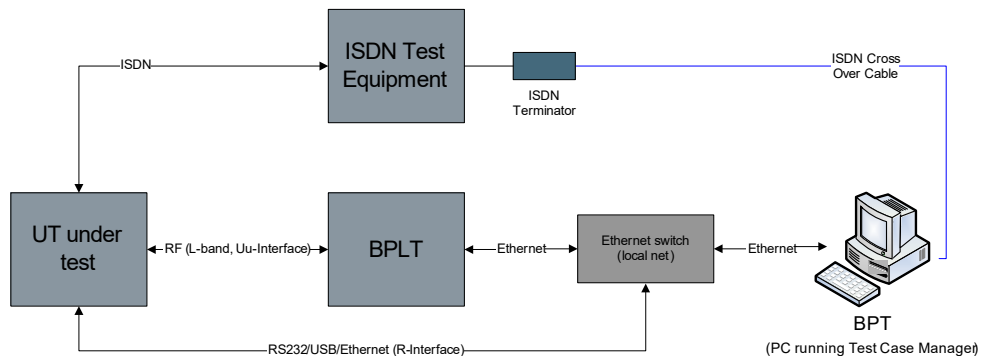 ISDN
ISDN Test
Equipment
ISDN
Terminator
ISDN Cross
Over Cable
UT under
test
RF (L-band, Uu-Interface)
BPLT
Ethernet
Ethernet switch
(local net)
Ethernet
BPT
(PC running Test Case Manager)
RS232/USB/Ethernet (R-Interface)